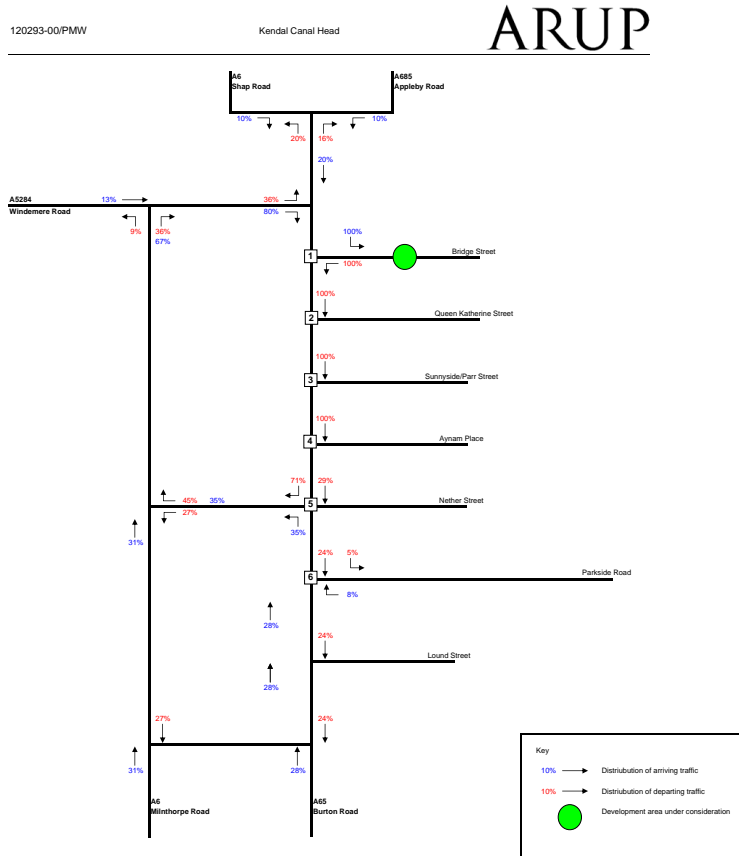 120293-00/PMW
Kendal Canal Head
ARUP
A6
Shap Road
A685
Appleby Road
10%
10%
20%
16%
20%
A5284
Windemere Road
13%
36%
80%
9%
36%
67%
100%
Bridge Street
1
100%
100%
Queen Katherine Street
2
100%
Sunnyside/Parr Street
3
100%
Aynam Place
4
71%
29%
Nether Street
45%
35%
5
27%
35%
31%
24%
5%
Parkside Road
6
8%
28%
24%
Lound Street
28%
27%
24%
31%
28%
A6
Milnthorpe Road
A65
Burton Road
Key
10%
Distriubution of arriving traffic
10%
Distriubution of departing traffic
Development area under consideration